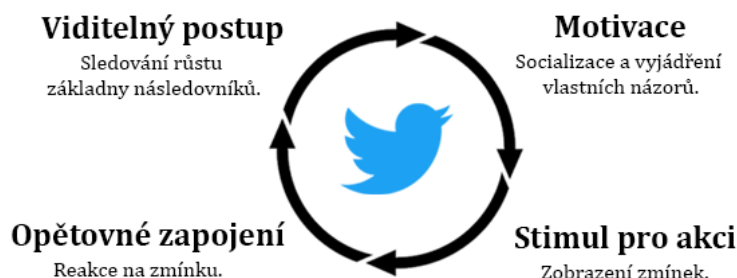 Viditelný postup
Sledování růstu
základny následovníků.
Motivace
Socializace a vyjádření
vlastních názorů.
Opětovné zapojení
Reakce na zmínku.
Stimul pro akci
Zobrazení zmínek.